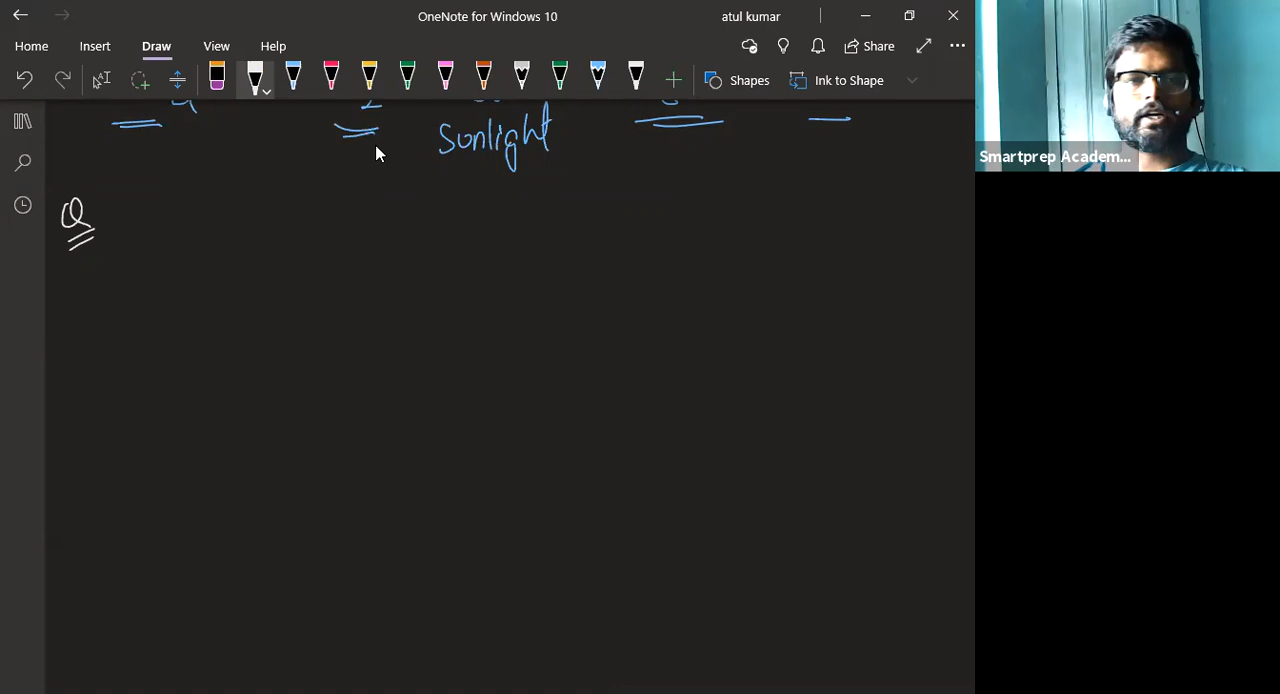 OneNote for Windows 10
atul kumar
Home Insert Draw View Help
Share
Shapes
Ink to Shape
Smartprep Academ...
sunlight
Q